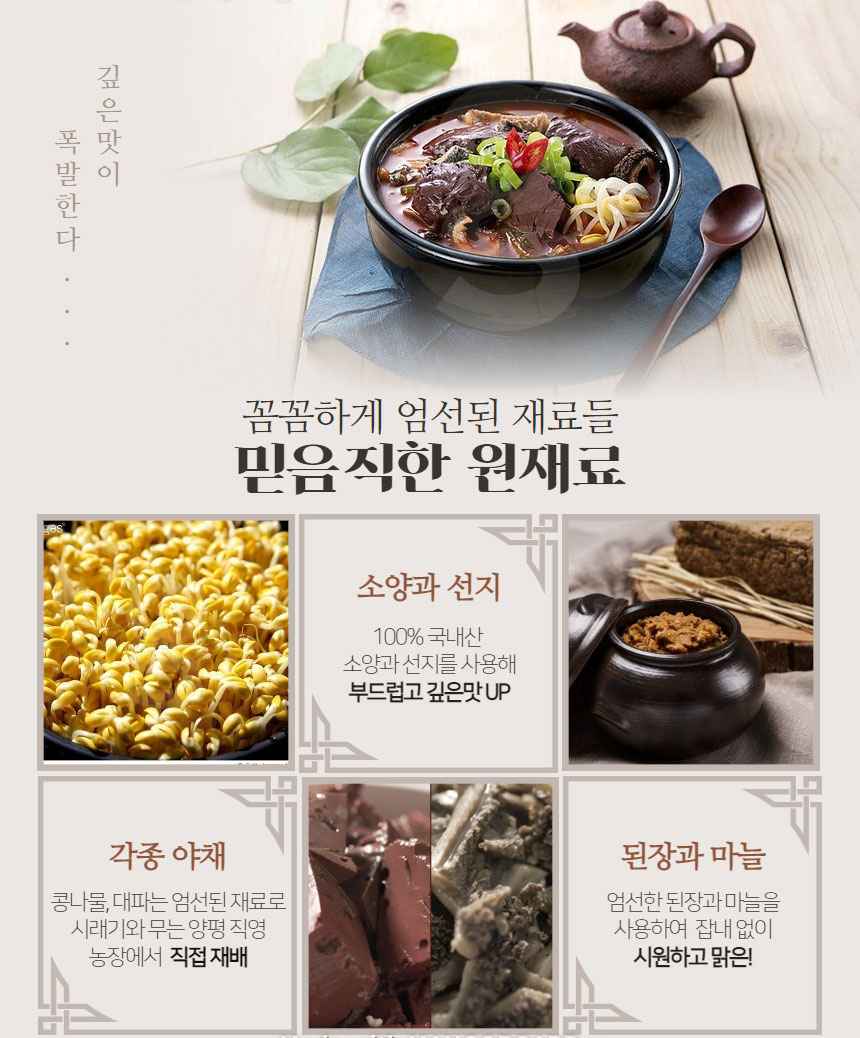 깊은맛이
폭발한다...
꼼꼼하게 엄선된 재료들
믿음직한 원재료
ges
소양과 선지
100% 국내산
소양과 선지를 사용해
부드럽고 깊은맛 UP
각종 야채
콩나물, 대파는 엄선된 재료로
시래기와 무는 양평 직영
농장에서 직접 재배
된장과 마늘
엄선한 된장과 마늘을
사용하여 잡내 없이
시원하고 맑은!